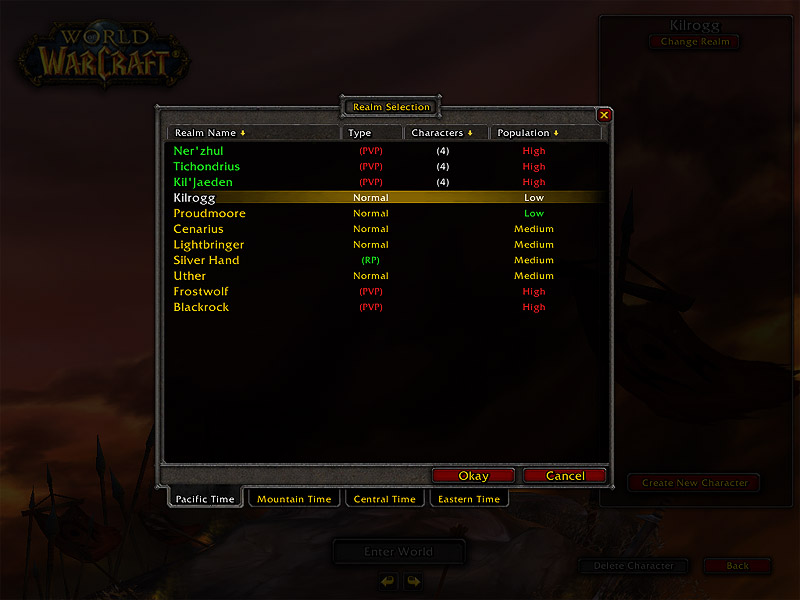 WORLD
WARCRAFT
Kilrogg
Change Realm
Realm Selection
Realm Name Type Characters Population
Ner'zhul (PVP) (4) High
Tichondrius (PVP) (4) High
Kil'Jaeden (PVP) (4) High
Kilrogg Normal Low
Proudmoore Normal Low
Cenarius Normal Medium
Lightbringer Normal Medium
Silver Hand (RP) Medium
Uther Normal Medium
Frostwolf (PVP) High
Blackrock (PVP) High
Okay Cancel
Create New Character
Pacific Time Mountain Time Central Time Eastern Time
Enter World
Delete Character Back